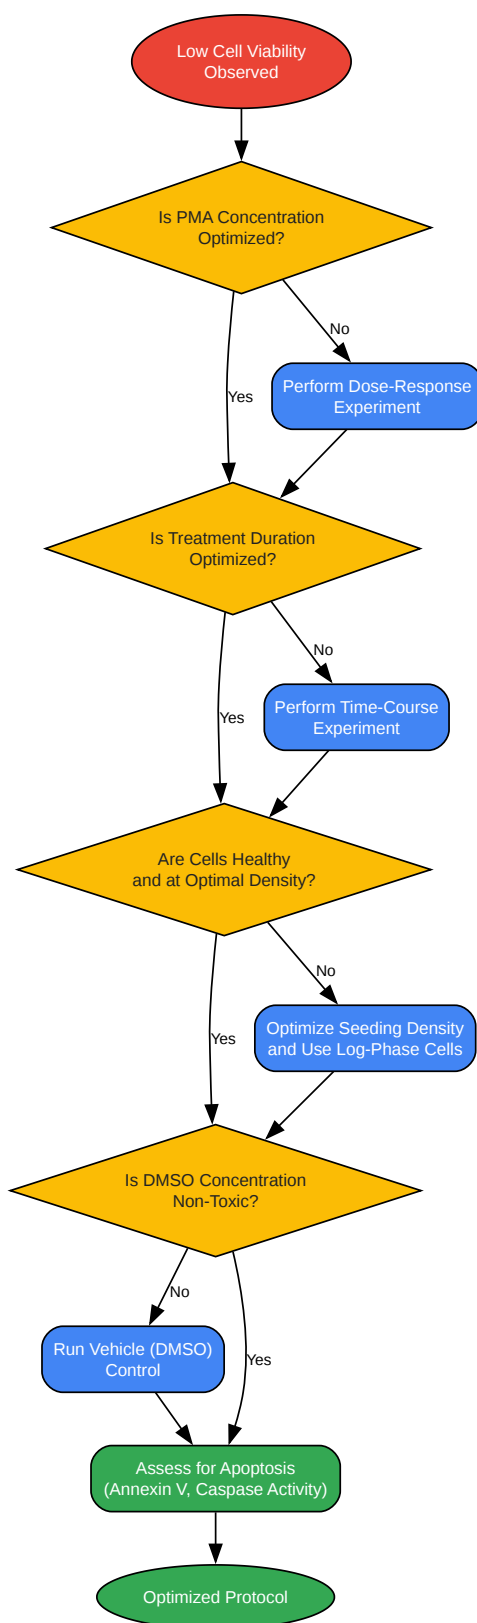 Low Cell Viability
Observed
Is PMA Concentration
Optimized?
No
Perform Dose-Response
Experiment
Yes
Is Treatment Duration
Optimized?
No
Perform Time-Course
Experiment
Yes
Are Cells Healthy
and at Optimal Density?
No
Optimize Seeding Density
and Use Log-Phase Cells
Yes
Is DMSO Concentration
Non-Toxic?
No
Run Vehicle (DMSO)
Control
Yes
Assess for Apoptosis
(Annexin V, Caspase Activity)
Optimized Protocol